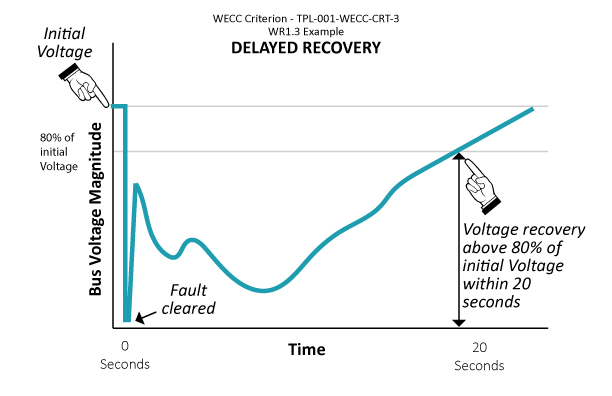 WECC Criterion - TPL-001-WECC-CRT-3
WR1.3 Example
DELAYED RECOVERY
Initial
Voltage
80% of
initial
Voltage
Bus Voltage Magnitude
Fault
cleared
Voltage recovery
above 80% of
initial Voltage
within 20
seconds
0
Seconds
Time
20
Seconds